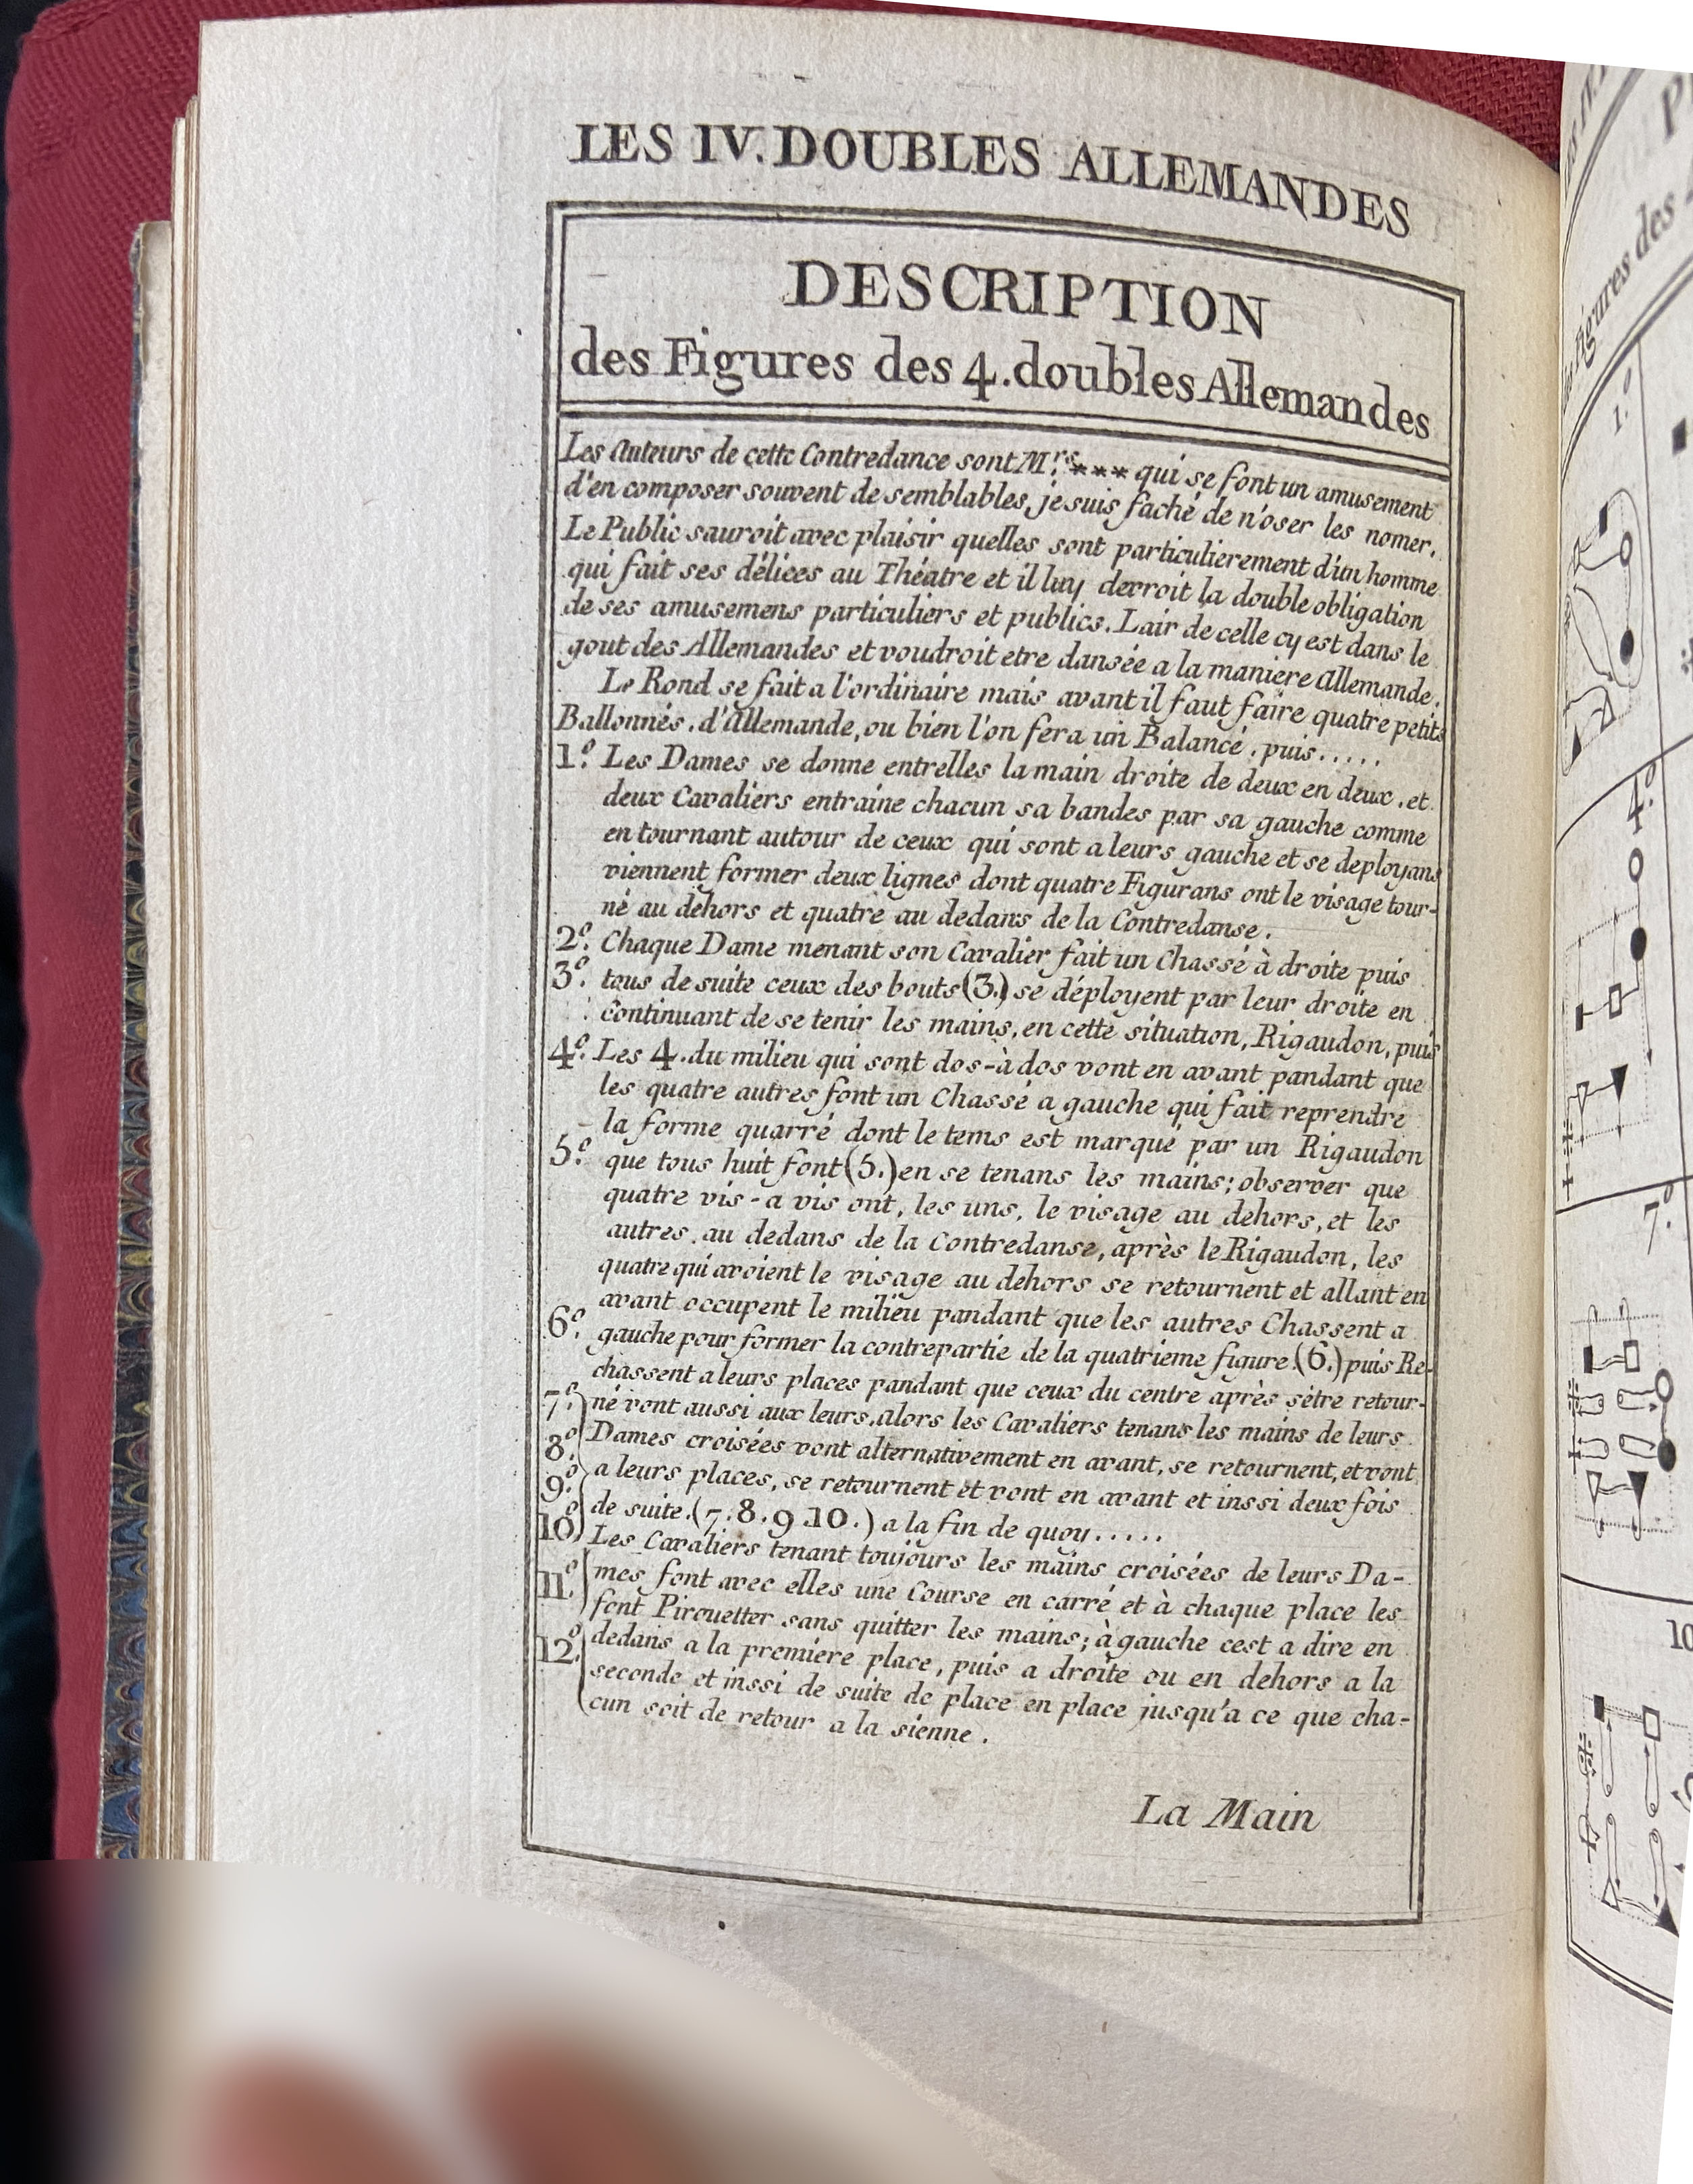 LES IV. DOUBLES ALLEMANDES
DESCRIPTION
des Figures des 4. doubles Allemandes
Les Auteurs de cette Contredance sont M.rs *** qui se font un amusement
d'en composer souvent de semblables, je suis faché de n'oser les nomer,
Le Public sauroit avec plaisir quelles sont particulierement d'un homme
qui fait ses délices au Théatre et il luy devroit la double obligation
de ses amusemens particuliers et publics. Lair de celle cy est dans le
gout des Allemandes et voudroit etre dansée a la maniere Allemande.
Le Rond se fait a l'ordinaire mais avant il faut faire quatre petits
Ballonnés. d'Allemande, ou bien l'on fera un Balancé. puis.....
1.o Les Dames se donne entrelles la main droite de deux en deux, et
deux Cavaliers entraine chacun sa bandes par sa gauche comme
en tournant autour de ceux qui sont a leurs gauche et se deployans
viennent former deux lignes dont quatre Figurans ont le visage tour-
né au dehors et quatre au dedans de la Contredanse.
2.o Chaque Dame menant son Cavalier fait un Chassé à droite puis
3.o tous de suite ceux des bouts (3.) se déployent par leur droite en
continuant de se tenir les mains, en cette situation, Rigaudon, puis
4.o Les 4. du milieu qui sont dos-à dos vont en avant pandant que
les quatre autres font un Chassé a gauche qui fait reprendre
la forme quarré dont le tems est marqué par un Rigaudon
5.o que tous huit font (5.) en se tenans les mains; observer que
quatre vis-a vis ont, les uns, le visage au dehors, et les
autres, au dedans de la Contredanse, après le Rigaudon, les
quatre qui avoient le visage au dehors se retournent et allant en
avant occupent le milieu pandant que les autres Chassent a
6.o gauche pour former la contrepartie de la quatrieme figure (6.) puis Re-
chassent a leurs places pandant que ceux du centre après sètre retour-
7.o né vont aussi aux leurs, alors les Cavaliers tenans les mains de leurs
8.o Dames croisées vont alternativement en avant, se retournent, et vont
9.o a leurs places, se retournent et vont en avant et inssi deux fois
10.o de suite. (7.8.9.10.) a la fin de quoy.....
Les Cavaliers tenant toujours les mains croisées de leurs Da-
11.o mes font avec elles une Course en carré et à chaque place les
font Pirouetter sans quitter les mains; à gauche cest a dire en
12.o dedans a la premiere place, puis a droite ou en dehors a la
seconde et inssi de suite de place en place jusqu'a ce que cha-
cun soit de retour a la sienne.
La Main
Figures des
1.o
4.o
7.o
10